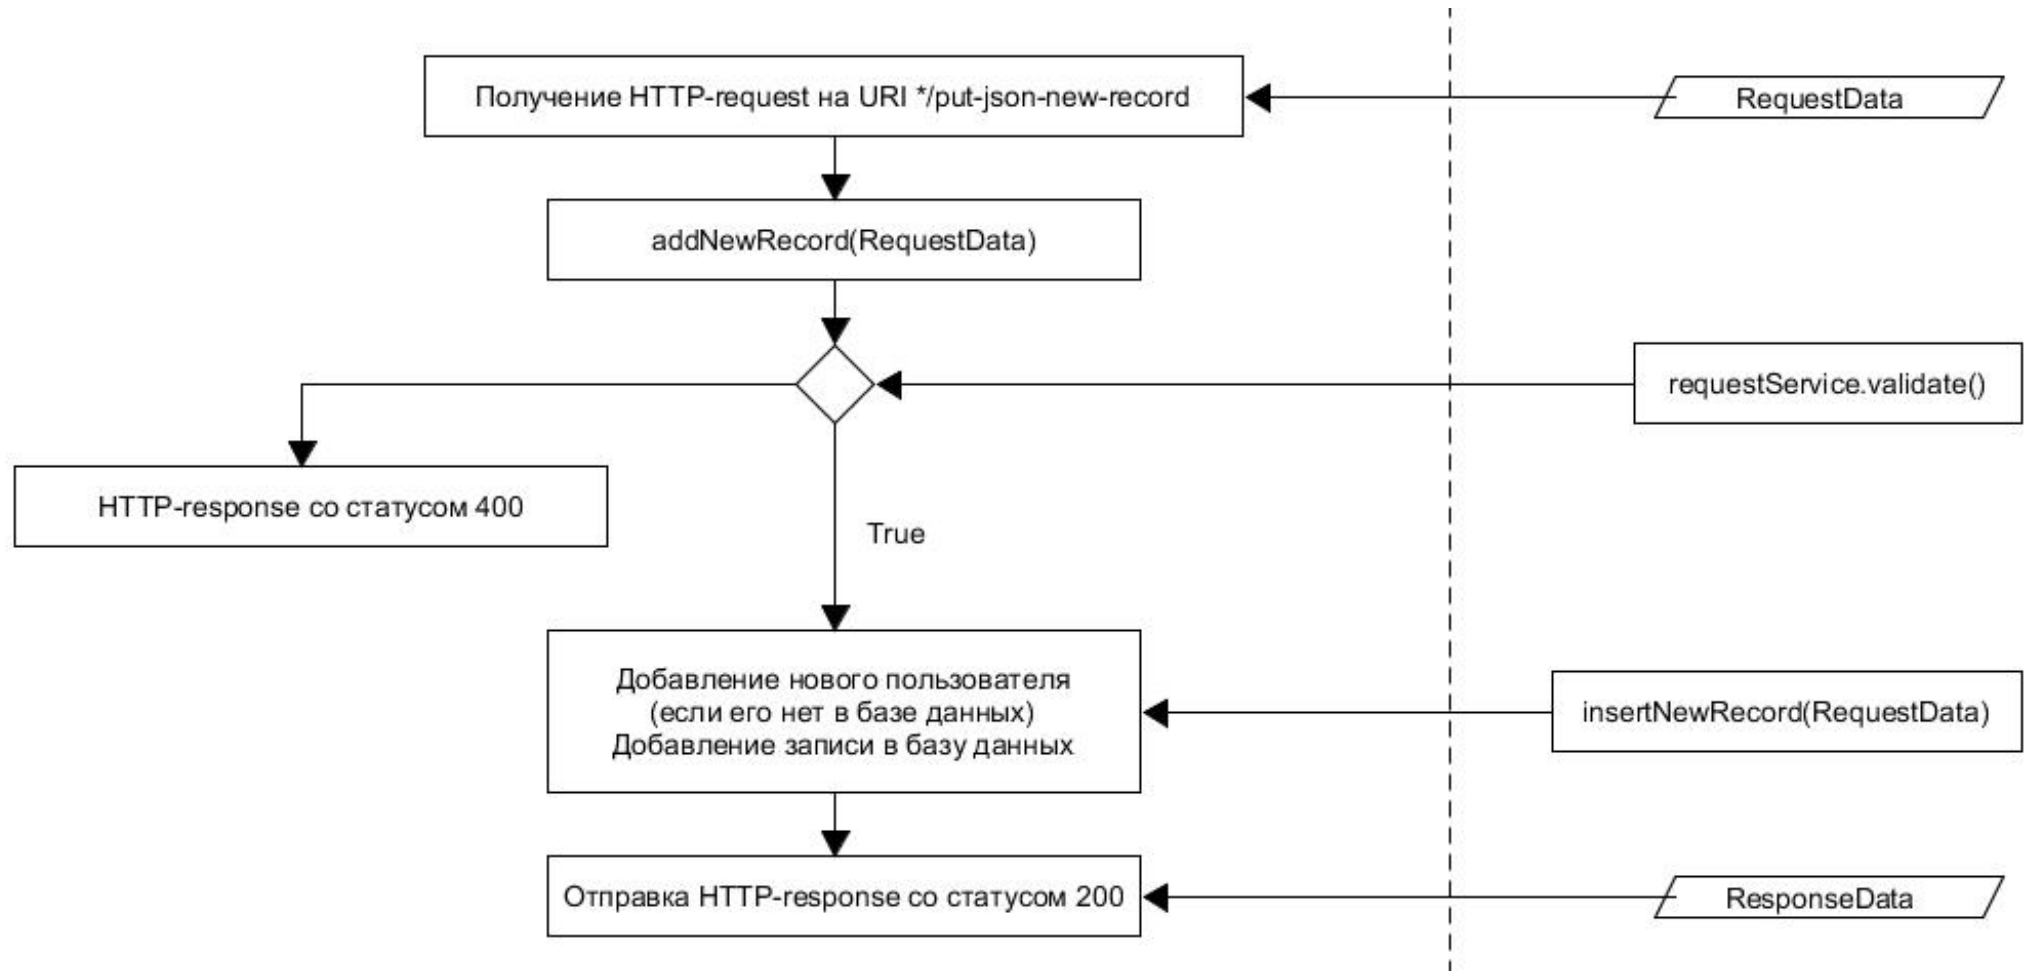 Получение HTTP-request на URI */put-json-new-record
RequestData
addNewRecord(RequestData)
requestService.validate()
HTTP-response со статусом 400
True
Добавление нового пользователя
(если его нет в базе данных)
Добавление записи в базу данных
insertNewRecord(RequestData)
Отправка HTTP-response со статусом 200
ResponseData